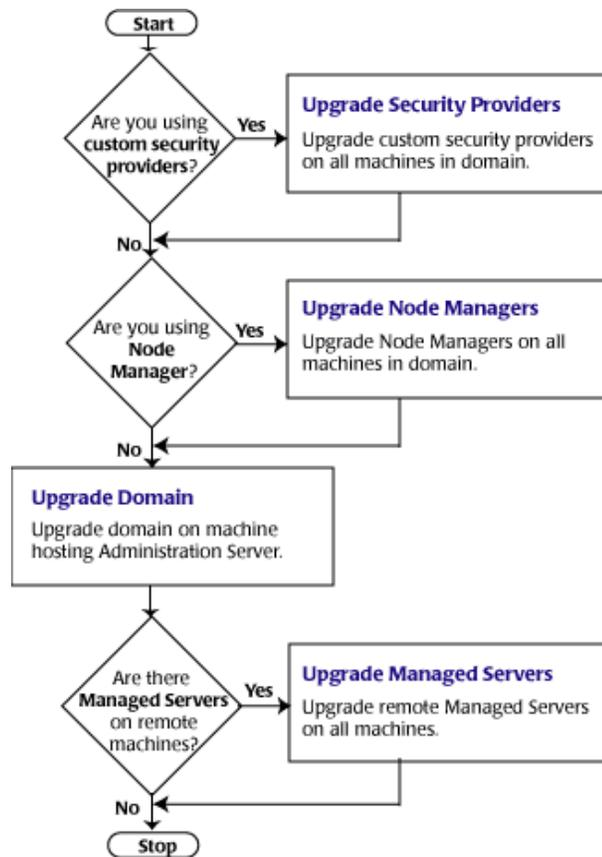 Start
Are you using
custom security
providers?
Yes
Upgrade Security Providers
Upgrade custom security providers
on all machines in domain.
No
Are you using
Node
Manager?
Yes
Upgrade Node Managers
Upgrade Node Managers on all
machines in domain.
No
Upgrade Domain
Upgrade domain on machine
hosting Administration Server.
Are there
Managed Servers
on remote
machines?
Yes
Upgrade Managed Servers
Upgrade remote Managed Servers
on all machines.
No
Stop